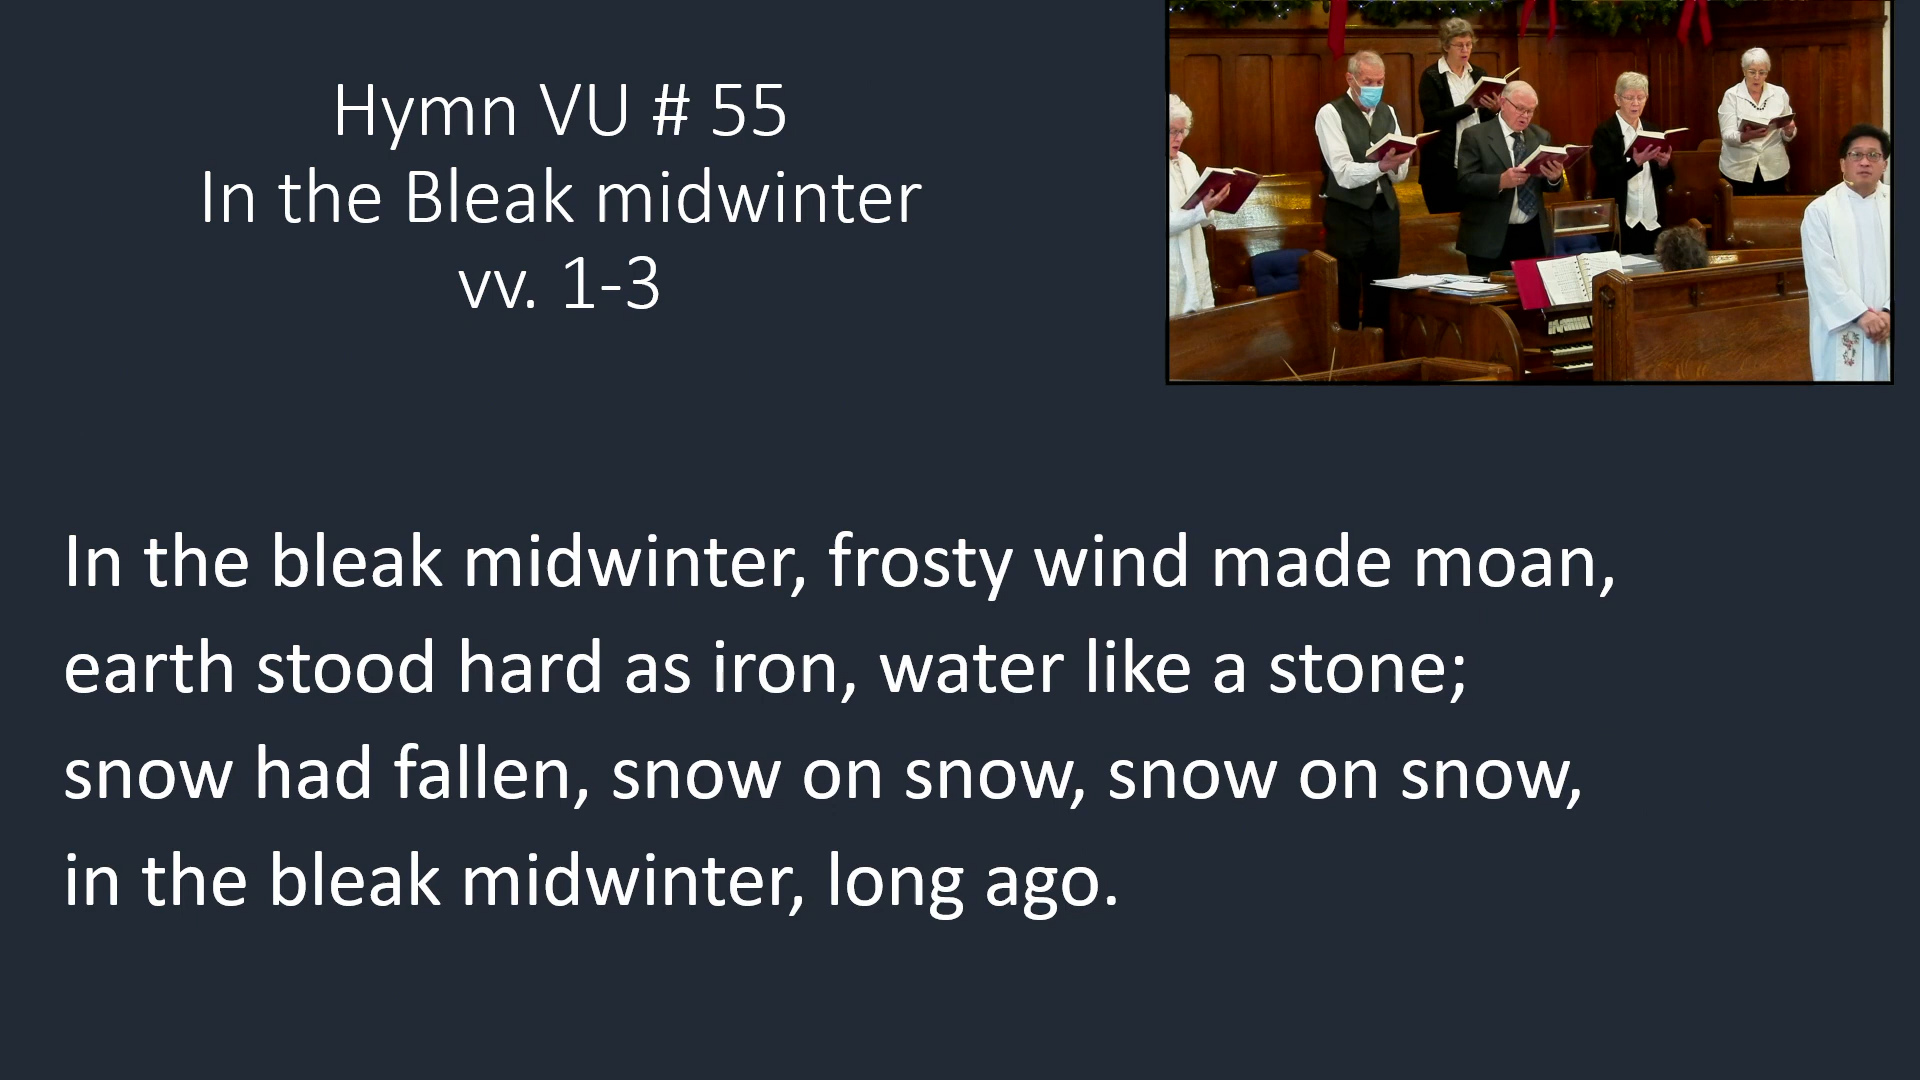 Hymn VU # 55
In the Bleak midwinter
vv. 1-3
In the bleak midwinter, frosty wind made moan,
earth stood hard as iron, water like a stone;
snow had fallen, snow on snow, snow on snow,
in the bleak midwinter, long ago.